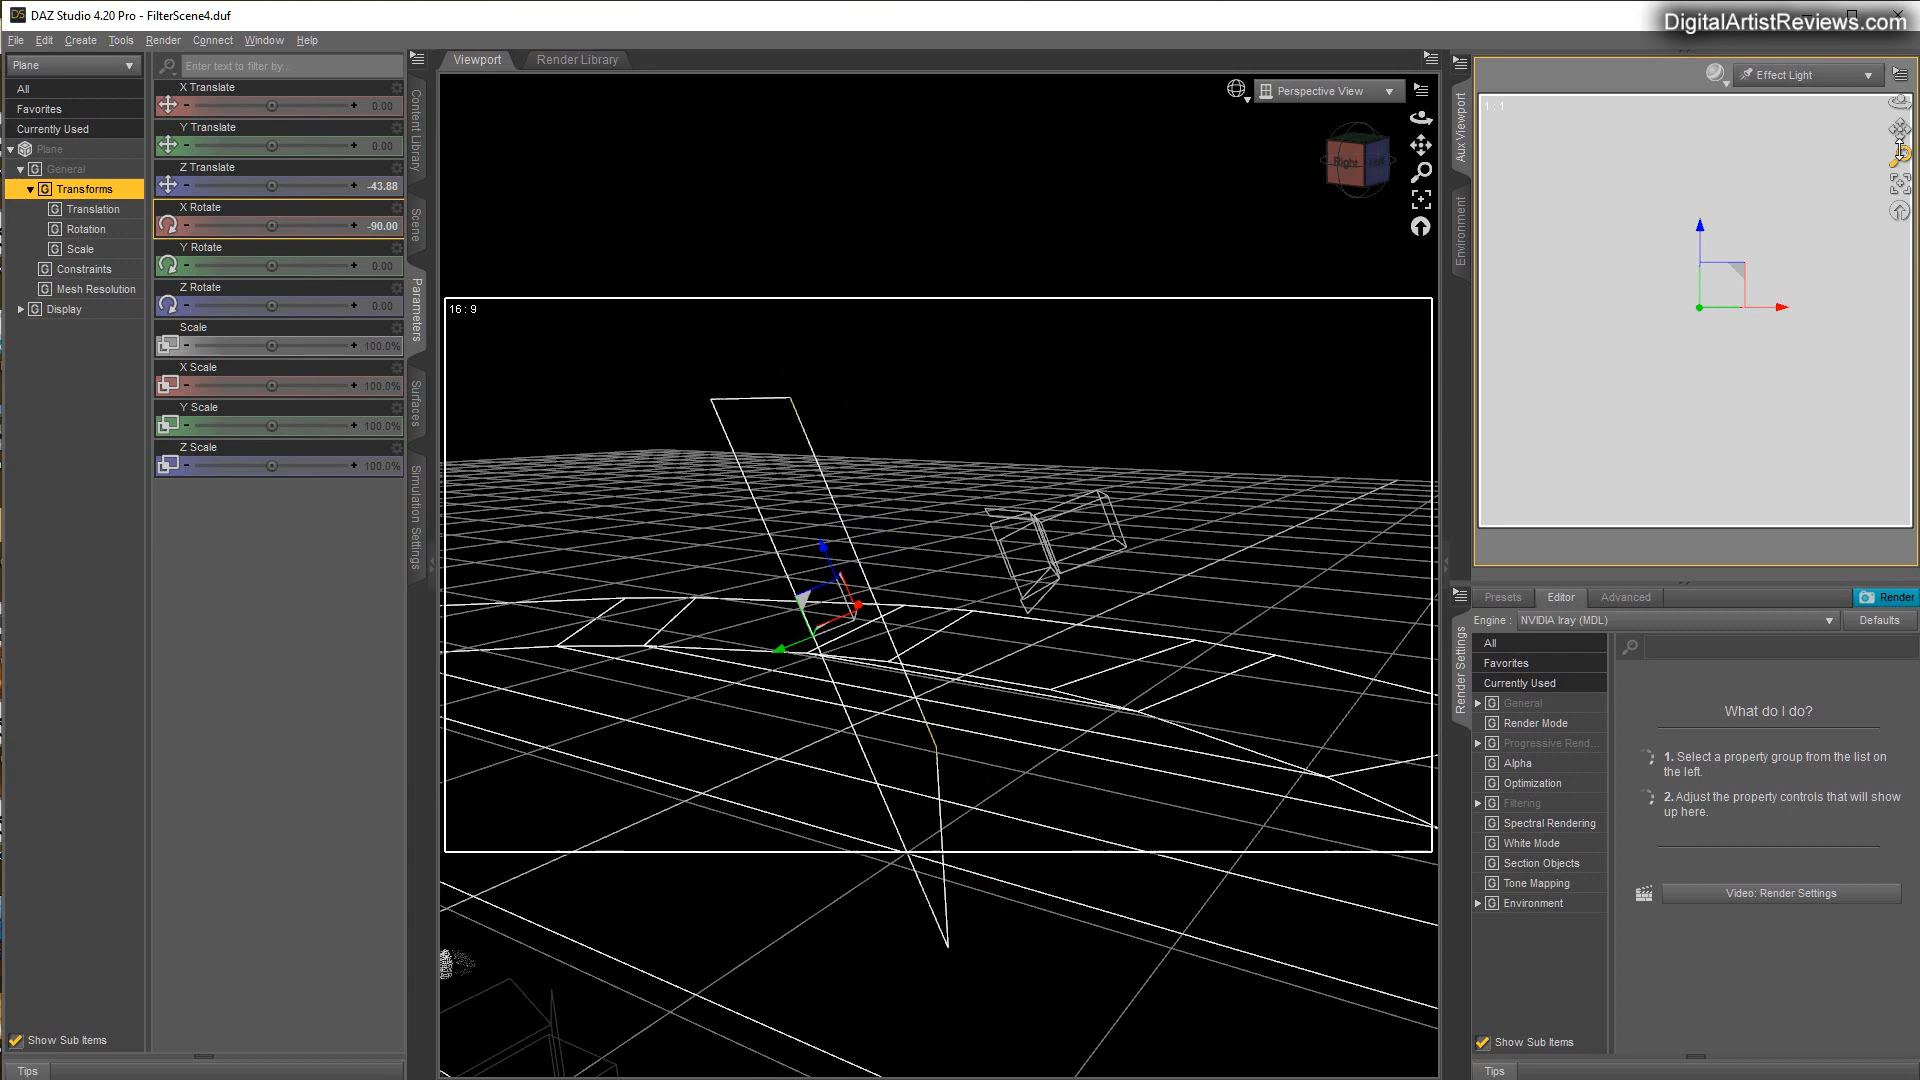 DAZ Studio 4.20 Pro - FilterScene4.duf
DigitalArtistReviews.com
File Edit Create Tools Render Connect Window Help
Plane
All
Favorites
Currently Used
Plane
General
Transforms
Translation
Rotation
Scale
Constraints
Mesh Resolution
Display
Show Sub Items
Tips
Enter text to filter by...
X Translate
0.00
Y Translate
0.00
Z Translate
-43.88
X Rotate
-90.00
Y Rotate
0.00
Z Rotate
0.00
Scale
100.0%
X Scale
100.0%
Y Scale
100.0%
Z Scale
100.0%
Content Library
Scene
Parameters
Surfaces
Simulation Settings
Viewport
Render Library
Perspective View
Right
16 : 9
Aux Viewport
Environment
Effect Light
1 : 1
Render Settings
Presets
Editor
Advanced
Render
Engine :
NVIDIA Iray (MDL)
Defaults
All
Favorites
Currently Used
General
Render Mode
Progressive Rend...
Alpha
Optimization
Filtering
Spectral Rendering
White Mode
Section Objects
Tone Mapping
Environment
What do I do?
1. Select a property group from the list on
the left.
2. Adjust the property controls that will show
up here.
Video: Render Settings
Show Sub Items
Tips